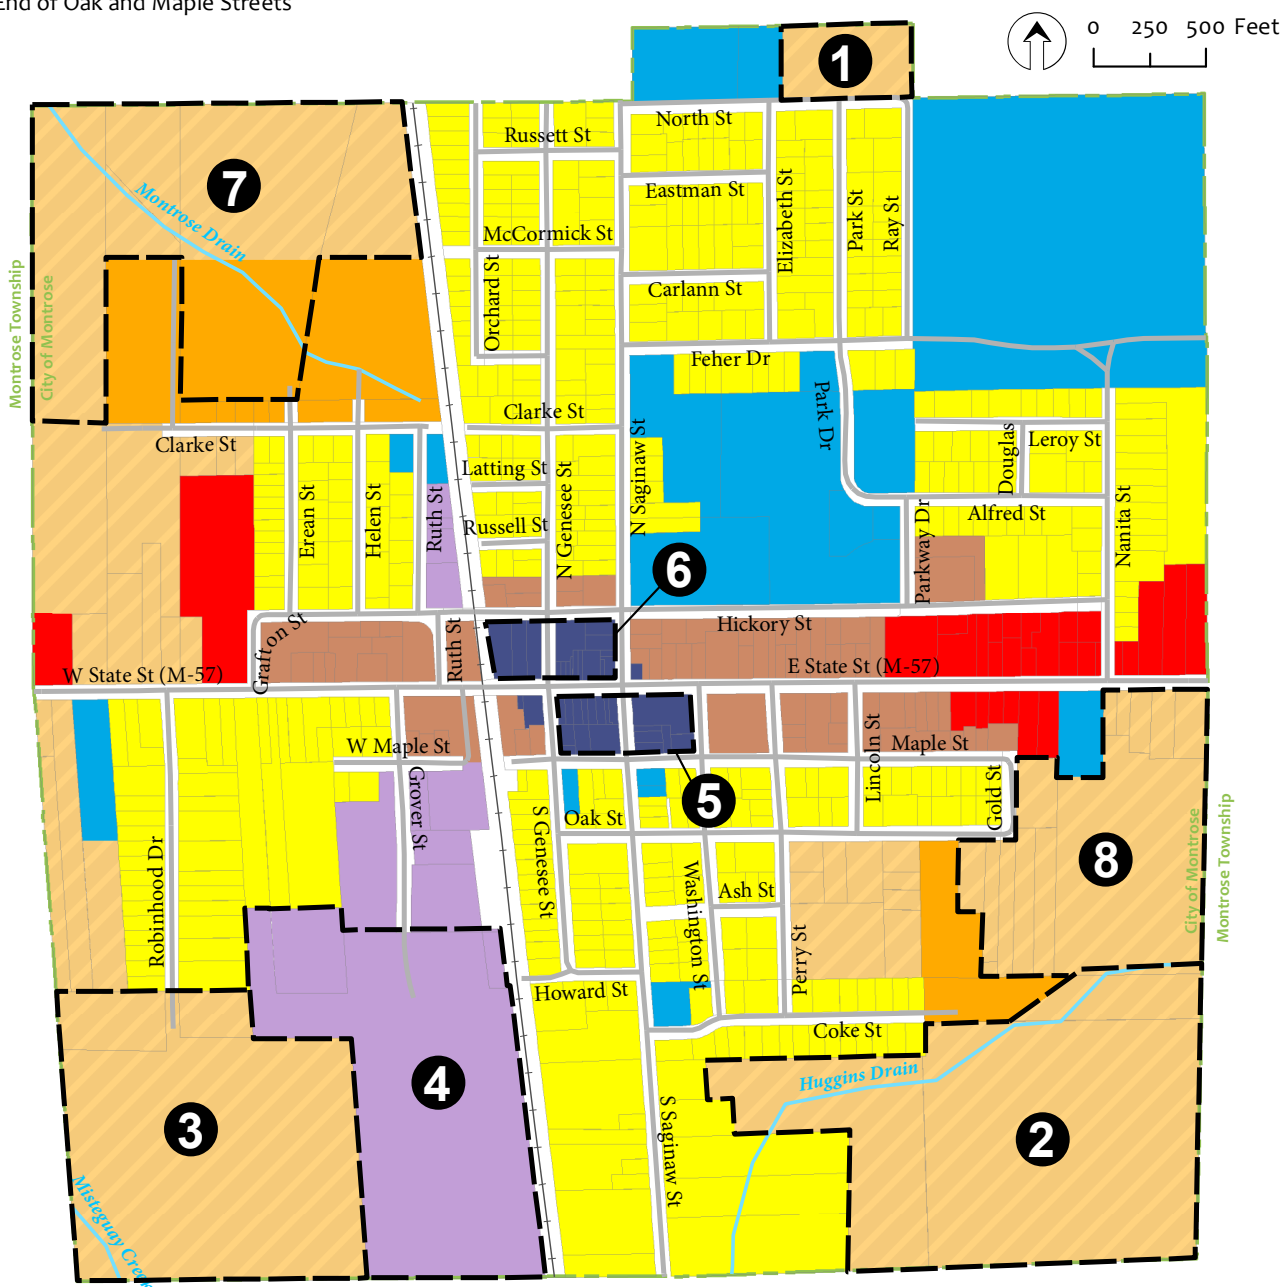 End of Oak and Maple Streets
0 250 500 Feet
1
North St
Russett St
7
Montrose Drain
Eastman St
Elizabeth St
Park St
Ray St
McCormick St
Orchard St
Carlann St
Montrose Township
City of Montrose
Feher Dr
Park Dr
Clarke St
Clarke St
N Saginaw St
Douglas
Leroy St
Latting St
N Genesee St
Erean St
Helen St
Ruth St
Russell St
Alfred St
Nanita St
Parkway Dr
6
Grafton St
Ruth St
Hickory St
W State St (M-57)
E State St (M-57)
W Maple St
Lincoln St
Maple St
Grover St
Gold St
5
S Genesee St
Oak St
City of Montrose
Montrose Township
8
Robinhood Dr
Washington St
Ash St
Perry St
Howard St
Coke St
4
Huggins Drain
3
2
S Saginaw St
Misteguay Cree